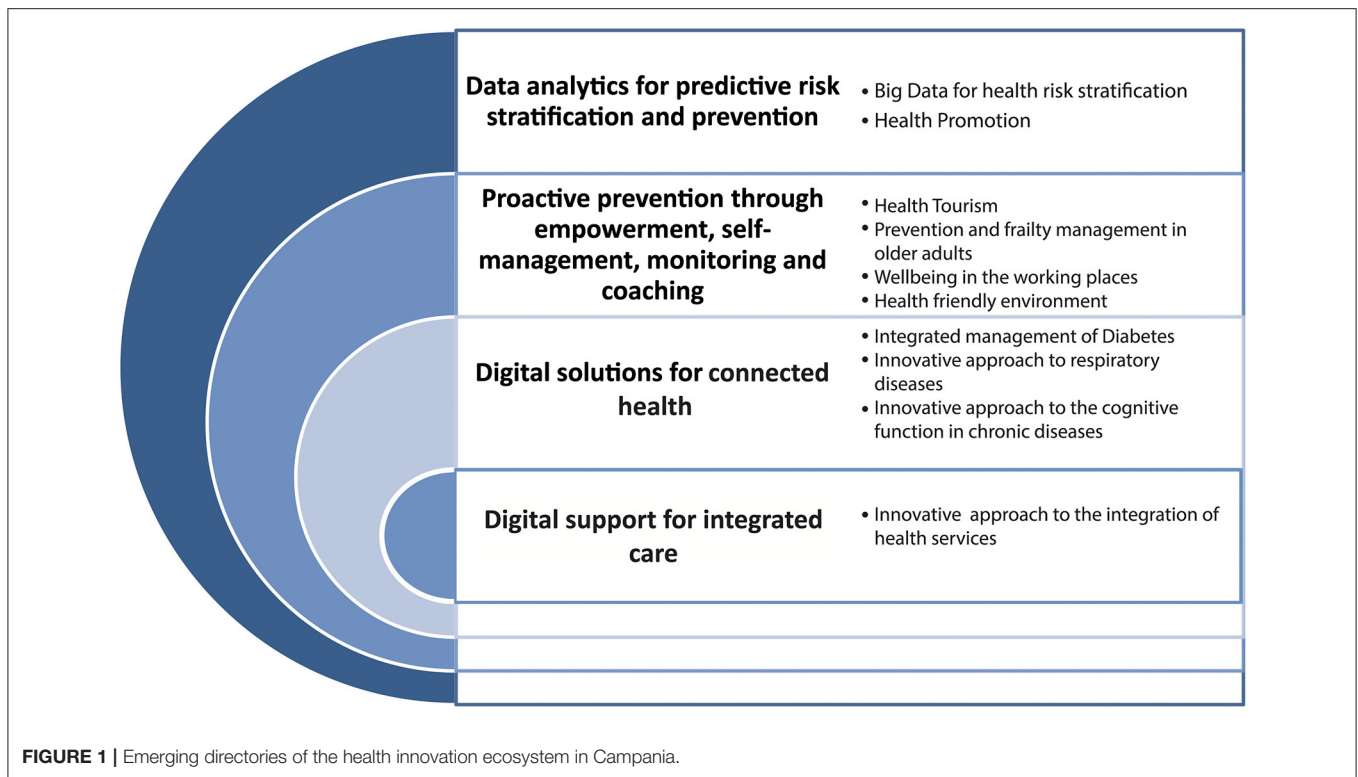 Data analytics for predictive risk
stratification and prevention
• Big Data for health risk stratification
• Health Promotion
Proactive prevention through
empowerment, self-
management, monitoring and
coaching
• Health Tourism
• Prevention and frailty management in
older adults
• Wellbeing in the working places
• Health friendly environment
Digital solutions for connected
health
• Integrated management of Diabetes
• Innovative approach to respiratory
diseases
• Innovative approach to the cognitive
function in chronic diseases
Digital support for integrated
care
• Innovative approach to the integration of
health services
FIGURE 1 | Emerging directories of the health innovation ecosystem in Campania.